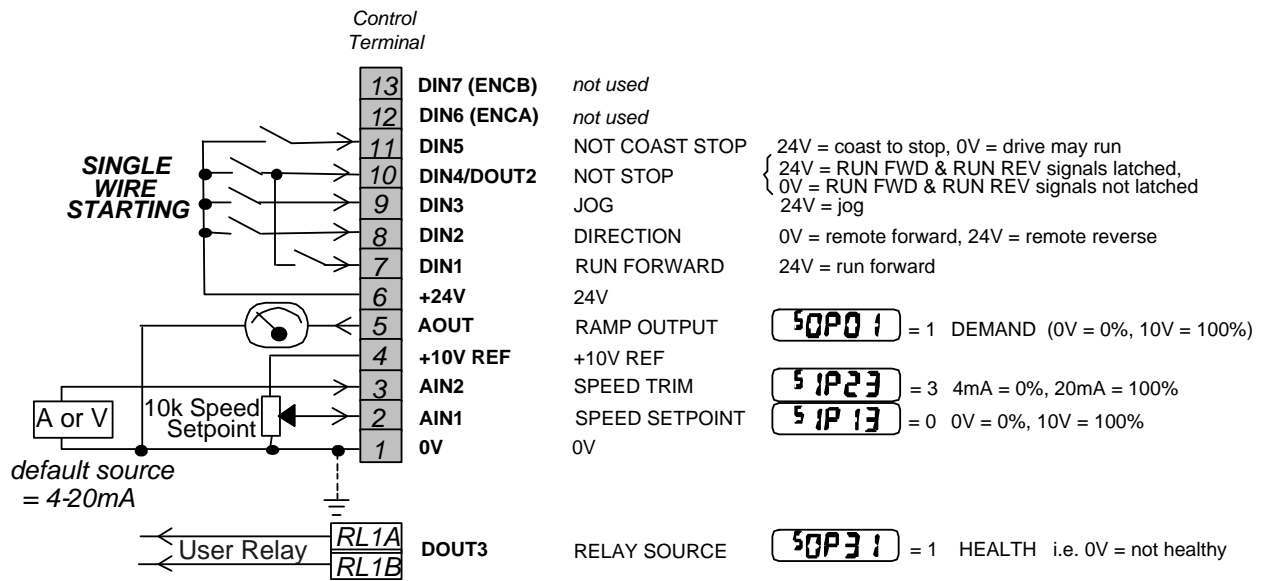 Control
Terminal
13 DIN7 (ENCB) not used
12 DIN6 (ENCA) not used
11 DIN5 NOT COAST STOP 24V = coast to stop, 0V = drive may run
SINGLE
WIRE
STARTING
10 DIN4/DOUT2 NOT STOP 24V = RUN FWD & RUN REV signals latched,
0V = RUN FWD & RUN REV signals not latched
9 DIN3 JOG 24V = jog
8 DIN2 DIRECTION 0V = remote forward, 24V = remote reverse
7 DIN1 RUN FORWARD 24V = run forward
6 +24V 24V
5 AOUT RAMP OUTPUT SOP01 = 1 DEMAND (0V = 0%, 10V = 100%)
4 +10V REF +10V REF
3 AIN2 SPEED TRIM SIP23 = 3 4mA = 0%, 20mA = 100%
A or V
10k Speed
Setpoint
2 AIN1 SPEED SETPOINT SIP13 = 0 0V = 0%, 10V = 100%
1 0V 0V
default source
= 4-20mA
User Relay
RL1A
RL1B
DOUT3 RELAY SOURCE SOP31 = 1 HEALTH i.e. 0V = not healthy